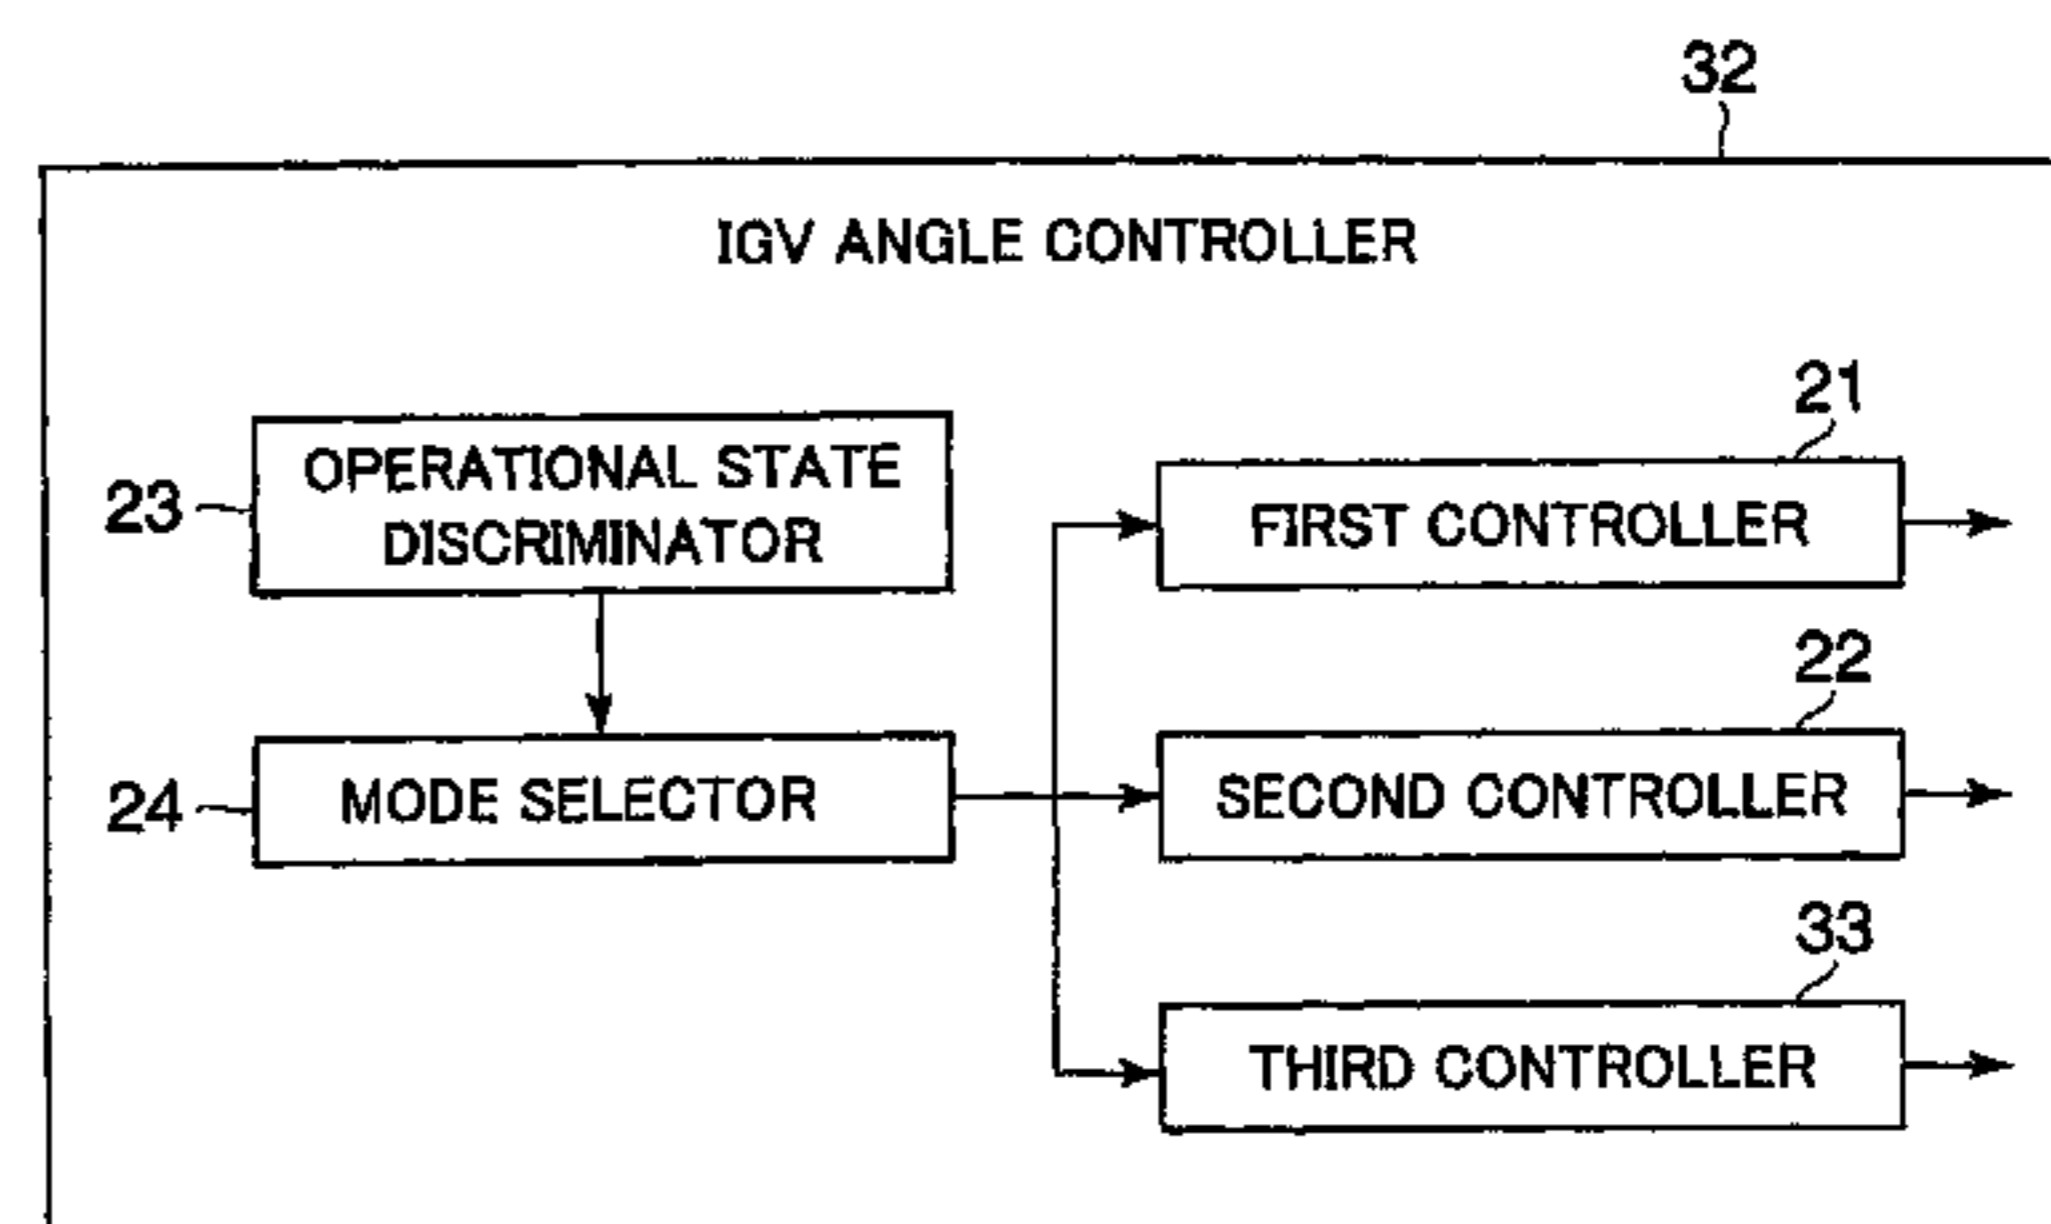 32
IGV ANGLE CONTROLLER
21
OPERATIONAL STATE
DISCRIMINATOR
23
FIRST CONTROLLER
22
24
MODE SELECTOR
SECOND CONTROLLER
33
THIRD CONTROLLER